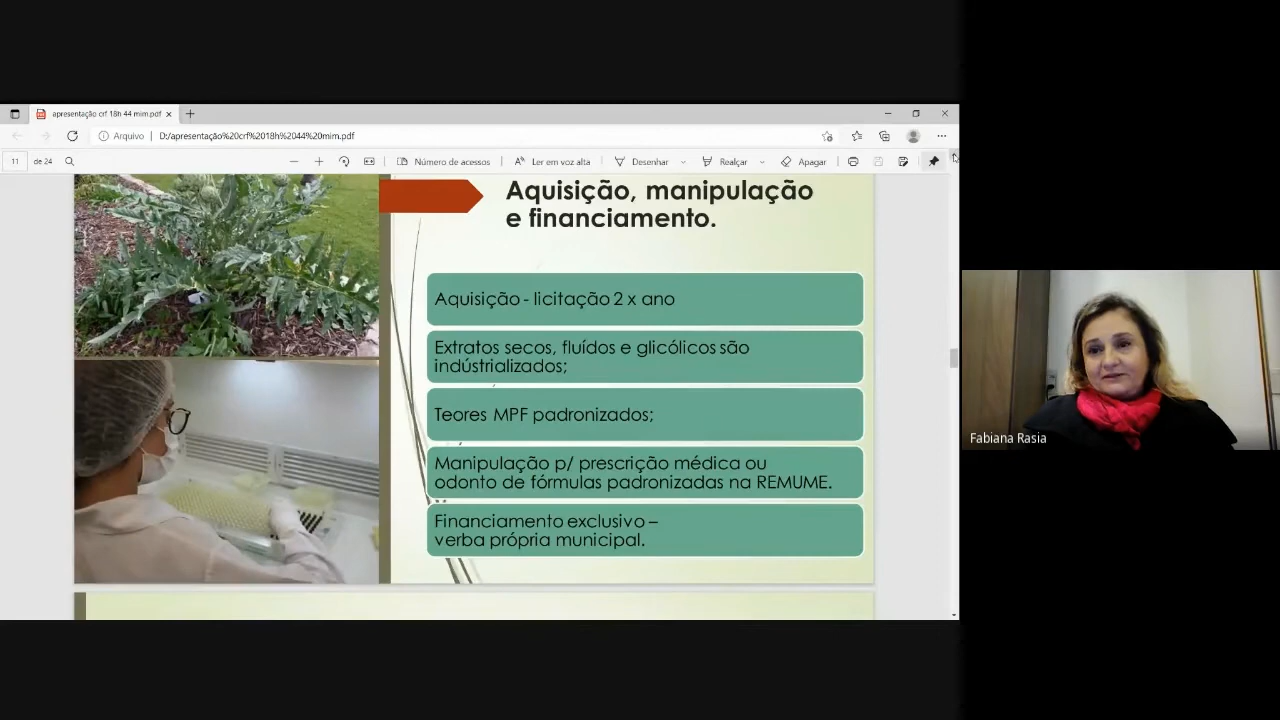 apresentação crf 18h 44 mim.pdf
Arquivo
D:/apresentação%20crf%2018h%2044%20mim.pdf
11 de 24
Número de acessos
Ler em voz alta
Desenhar
Realçar
Apagar
Aquisição, manipulação
e financiamento.
Aquisição - licitação 2 x ano
Extratos secos, fluídos e glicólicos são
indústrializados;
Teores MPF padronizados;
Manipulação p/ prescrição médica ou
odonto de fórmulas padronizadas na REMUME.
Financiamento exclusivo –
verba própria municipal.
Fabiana Rasia